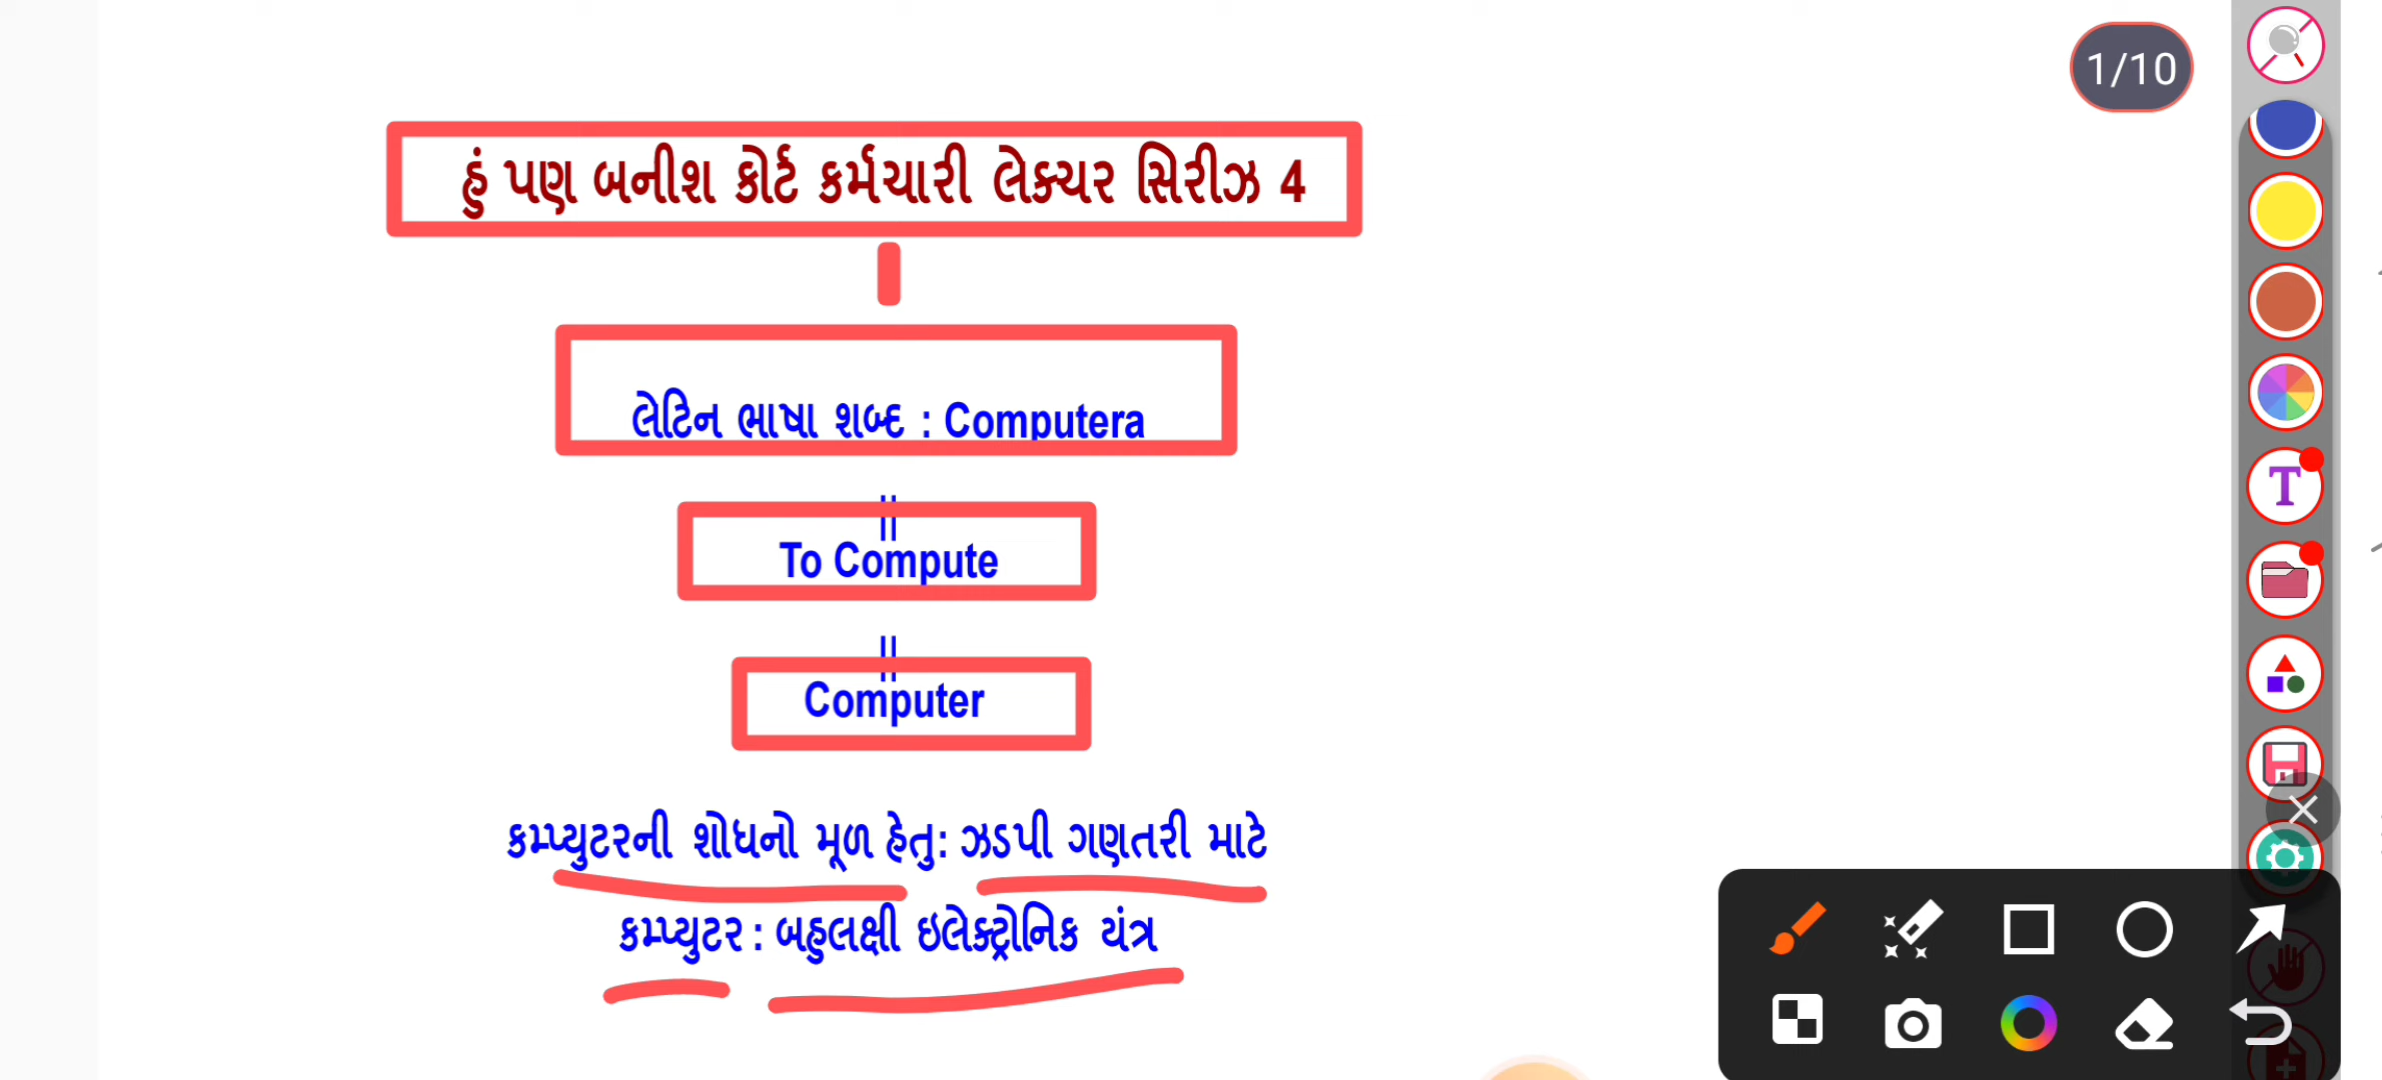 1/10
હું પણ બનીશ કોર્ટ કર્મચારી લેક્ચર સિરીઝ 4
લેટિન ભાષા શબ્દ : Computera
||
To Compute
||
Computer
કમ્પ્યુટરની શોધનો મૂળ હેતુ: ઝડપી ગણતરી માટે
કમ્પ્યુટર : બહુલક્ષી ઇલેક્ટ્રોનિક યંત્ર
T